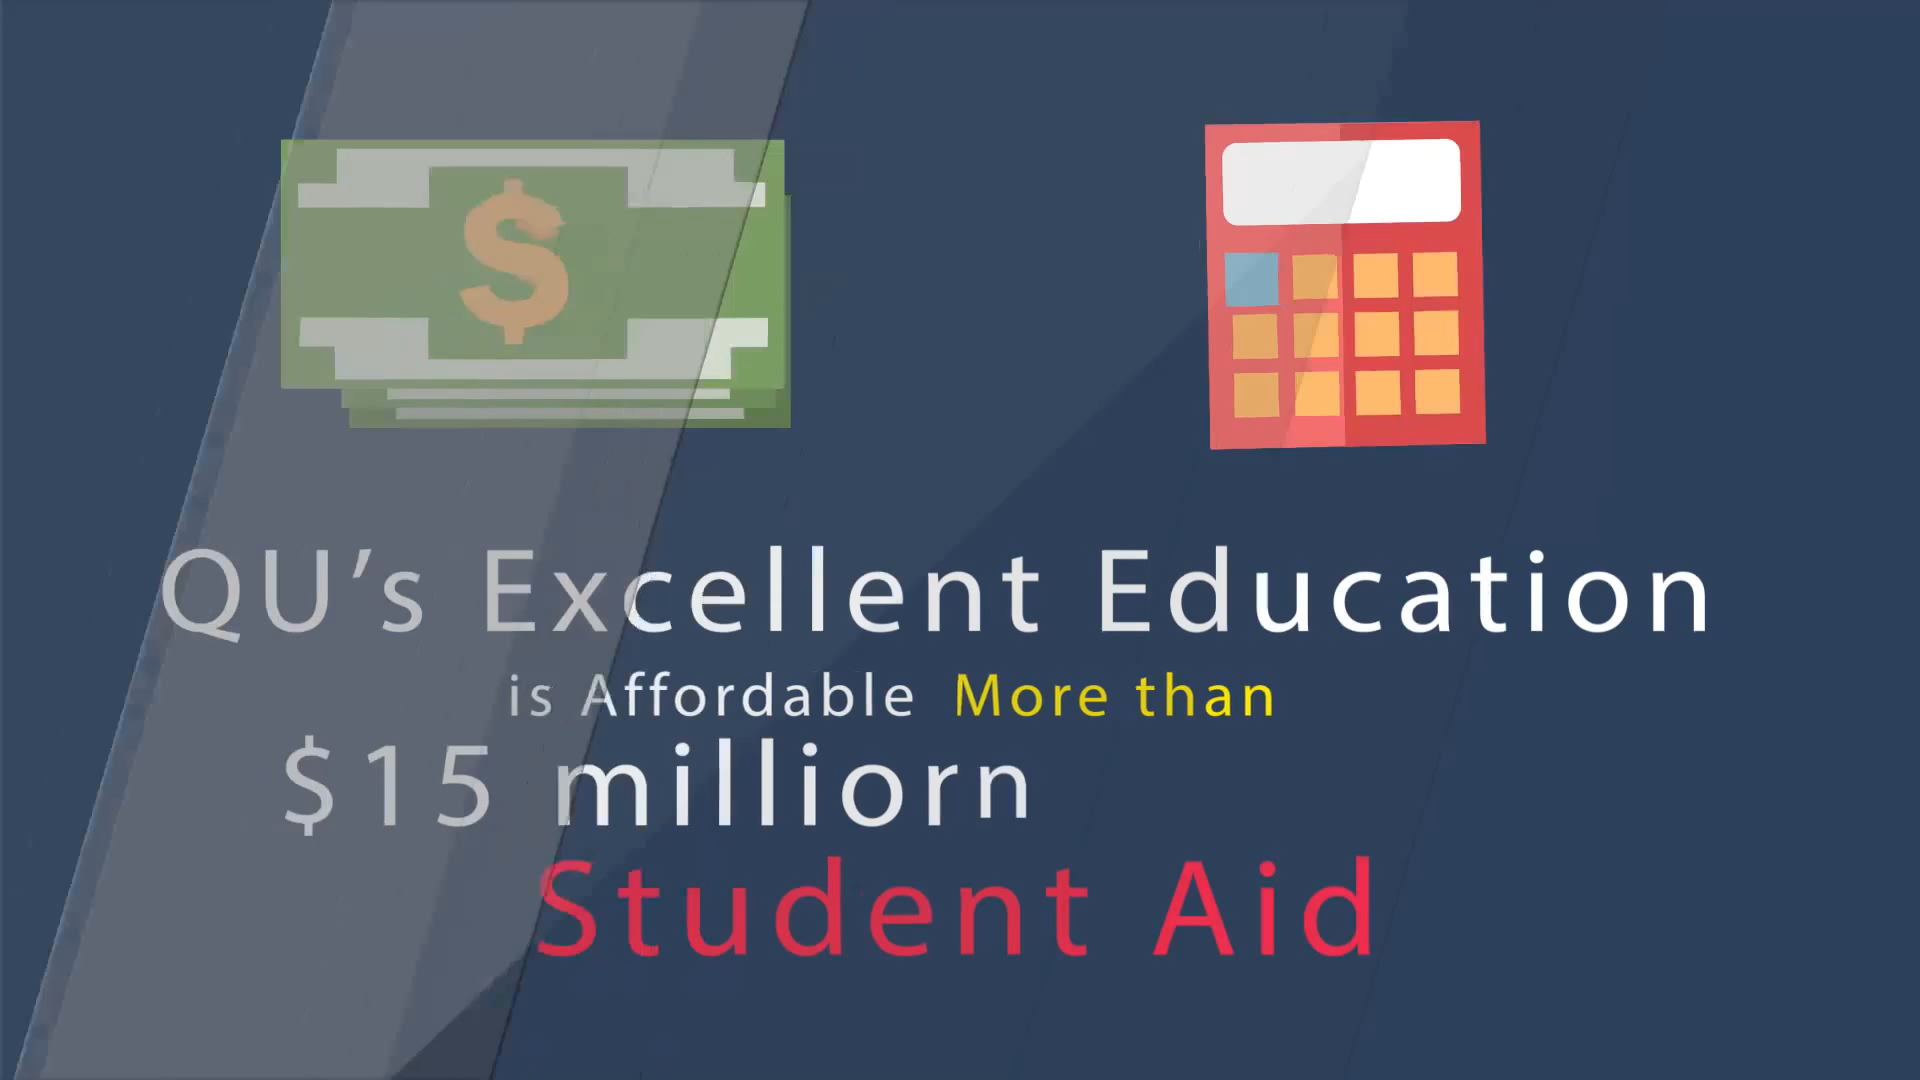 $
QU’s Excellent Education
is Affordable More than
$15 milliorn
Student Aid